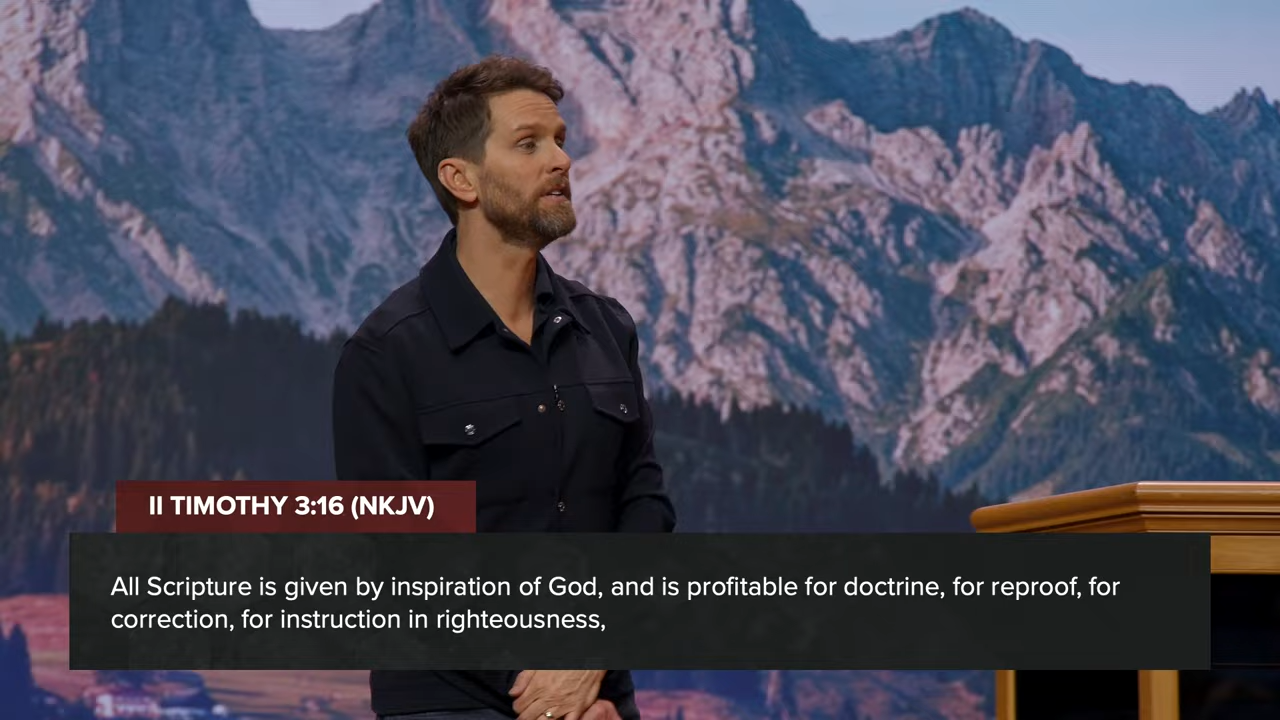 II TIMOTHY 3:16 (NKJV)
All Scripture is given by inspiration of God, and is profitable for doctrine, for reproof, for
correction, for instruction in righteousness,